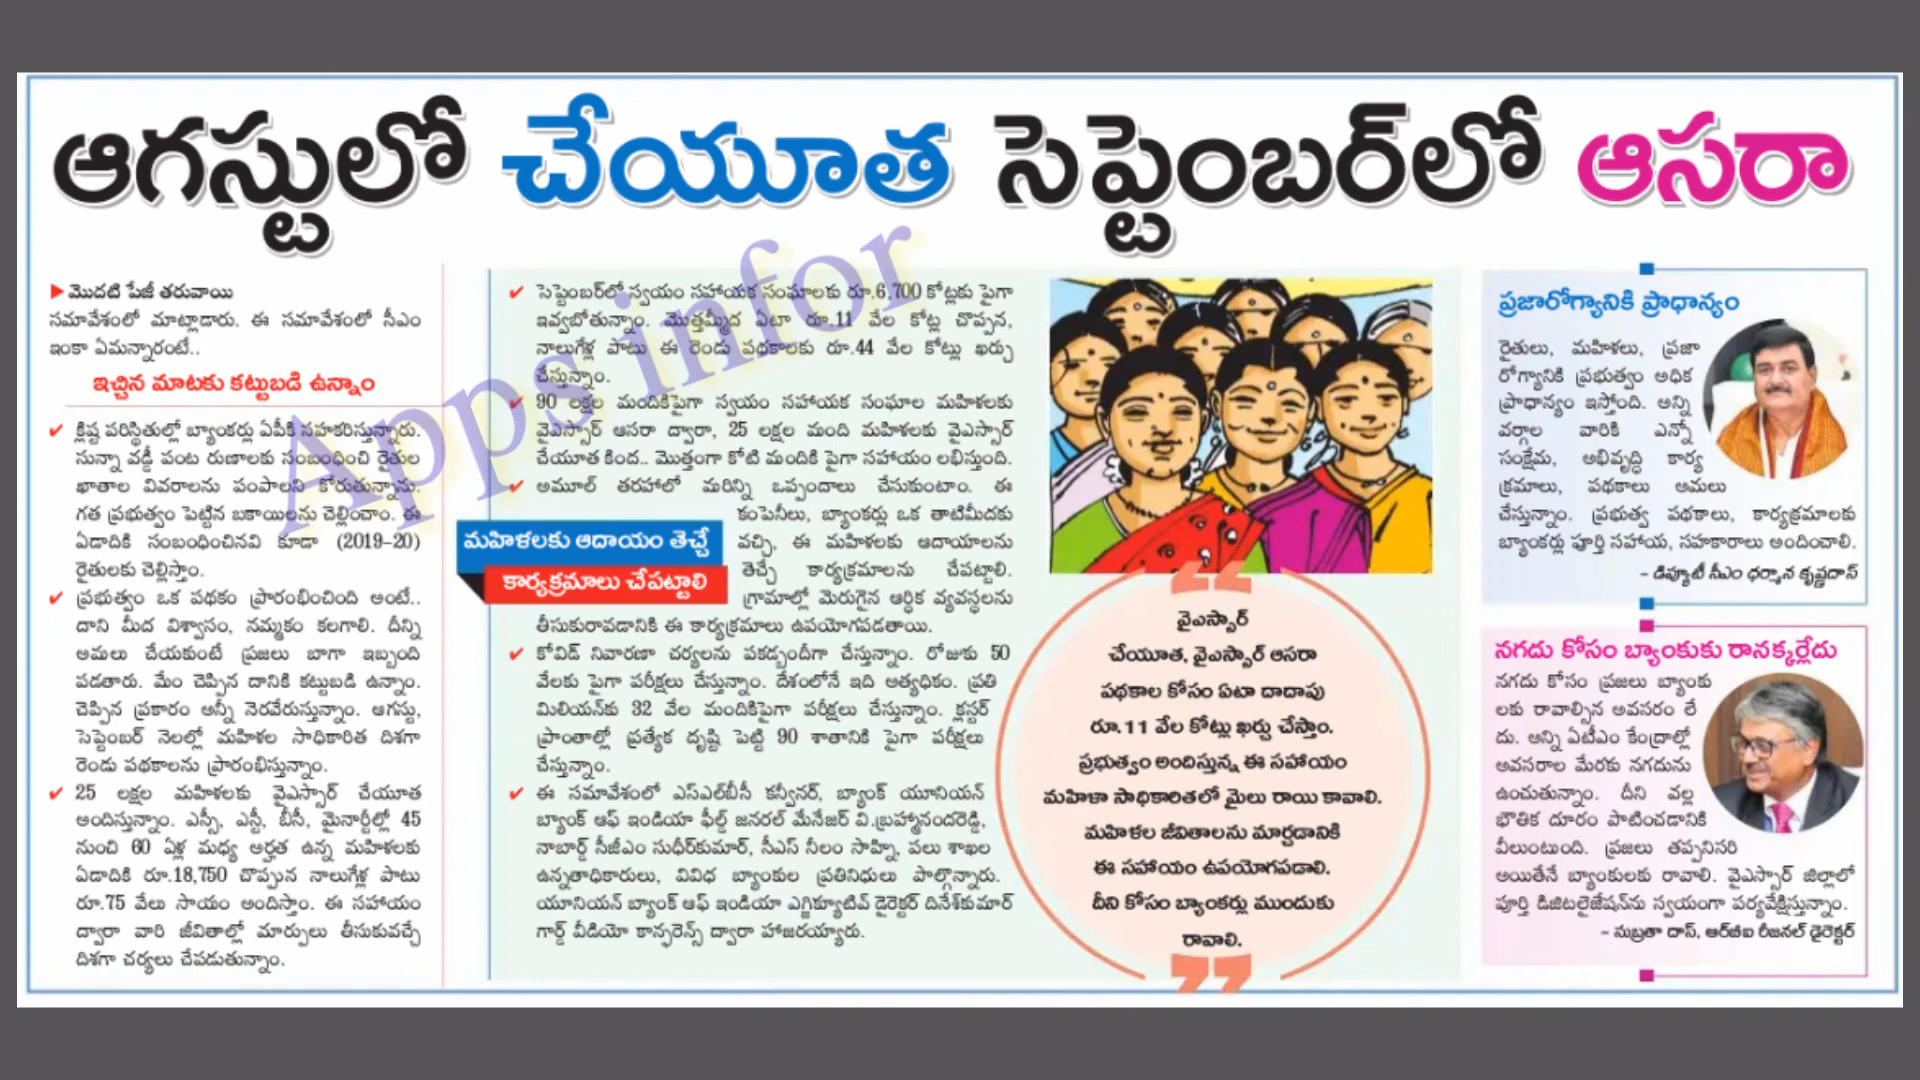 ఆగస్టులో చేయూత సెప్టెంబర్‌లో ఆసరా
▶మొదటి పేజీ తరువాయి
సమావేశంలో మాట్లాడారు. ఈ సమావేశంలో సీఎం
ఇంకా ఏమన్నారంటే..
ఇచ్చిన మాటకు కట్టుబడి ఉన్నాం
✔ క్లిష్ట పరిస్థితుల్లో బ్యాంకర్లు ఏపీకి సహకరిస్తున్నారు.
సున్నా వడ్డీ పంట రుణాలకు సంబంధించి రైతుల
ఖాతాల వివరాలను పంపాలని కోరుతున్నాను.
గత ప్రభుత్వం పెట్టిన బకాయిలను చెల్లించాం. ఈ
ఏడాదికి సంబంధించినవి కూడా (2019–20)
రైతులకు చెల్లిస్తాం.
✔ ప్రభుత్వం ఒక పథకం ప్రారంభించింది అంటే..
దాని మీద విశ్వాసం, నమ్మకం కలగాలి. దీన్ని
అమలు చేయకుంటే ప్రజలు బాగా ఇబ్బంది
పడతారు. మేం చెప్పిన దానికి కట్టుబడి ఉన్నాం.
చెప్పిన ప్రకారం అన్నీ నెరవేరుస్తున్నాం. ఆగస్టు,
సెప్టెంబర్ నెలల్లో మహిళల సాధికారిత దిశగా
రెండు పథకాలను ప్రారంభిస్తున్నాం.
✔ 25 లక్షల మహిళలకు వైఎస్సార్ చేయూత
అందిస్తున్నాం. ఎస్సీ, ఎస్టీ, బీసీ, మైనార్టీల్లో 45
నుంచి 60 ఏళ్ల మధ్య అర్హత ఉన్న మహిళలకు
ఏడాదికి రూ.18,750 చొప్పున నాలుగేళ్ల పాటు
రూ.75 వేలు సాయం అందిస్తాం. ఈ సహాయం
ద్వారా వారి జీవితాల్లో మార్పులు తీసుకువచ్చే
దిశగా చర్యలు చేపడుతున్నాం.
✔ సెప్టెంబర్‌లో స్వయం సహాయక సంఘాలకు రూ.6,700 కోట్లకు పైగా
ఇవ్వబోతున్నాం. మొత్తమ్మీద ఏటా రూ.11 వేల కోట్ల చొప్పన,
నాలుగేళ్ల పాటు ఈ రెండు పథకాలకు రూ.44 వేల కోట్లు ఖర్చు
చేస్తున్నాం.
✔ 90 లక్షల మందికిపైగా స్వయం సహాయక సంఘాల మహిళలకు
వైఎస్సార్ ఆసరా ద్వారా, 25 లక్షల మంది మహిళలకు వైఎస్సార్
చేయూత కింద.. మొత్తంగా కోటి మందికి పైగా సహాయం లభిస్తుంది.
✔ అమూల్ తరహాలో మరిన్ని ఒప్పందాలు చేసుకుంటాం. ఈ
కంపెనీలు, బ్యాంకర్లు ఒక తాటిమీదకు
వచ్చి, ఈ మహిళలకు ఆదాయాలను
తెచ్చే కార్యక్రమాలను చేపట్టాలి.
గ్రామాల్లో మెరుగైన ఆర్థిక వ్యవస్థలను
తీసుకురావడానికి ఈ కార్యక్రమాలు ఉపయోగపడతాయి.
మహిళలకు ఆదాయం తెచ్చే
కార్యక్రమాలు చేపట్టాలి
✔ కోవిడ్ నివారణా చర్యలను పకడ్బందీగా చేస్తున్నాం. రోజుకు 50
వేలకు పైగా పరీక్షలు చేస్తున్నాం. దేశంలోనే ఇది అత్యధికం. ప్రతి
మిలియన్‌కు 32 వేల మందికిపైగా పరీక్షలు చేస్తున్నాం. క్లస్టర్
ప్రాంతాల్లో ప్రత్యేక దృష్టి పెట్టి 90 శాతానికి పైగా పరీక్షలు
చేస్తున్నాం.
✔ ఈ సమావేశంలో ఎస్‌ఎల్‌బీసీ కన్వీనర్, బ్యాంక్ యూనియన్
బ్యాంక్ ఆఫ్ ఇండియా ఫీల్డ్ జనరల్ మేనేజర్ వి.బ్రహ్మానందరెడ్డి,
నాబార్డ్ సీజీఎం సుధీర్‌కుమార్, సీఎస్ నీలం సాహ్ని, పలు శాఖల
ఉన్నతాధికారులు, వివిధ బ్యాంకుల ప్రతినిధులు పాల్గొన్నారు.
యూనియన్ బ్యాంక్ ఆఫ్ ఇండియా ఎగ్జిక్యూటివ్ డైరెక్టర్ దినేశ్‌కుమార్
గార్గ్ వీడియో కాన్ఫరెన్స్ ద్వారా హాజరయ్యారు.
వైఎస్సార్
చేయూత, వైఎస్సార్ ఆసరా
పథకాల కోసం ఏటా దాదాపు
రూ.11 వేల కోట్లు ఖర్చు చేస్తాం.
ప్రభుత్వం అందిస్తున్న ఈ సహాయం
మహిళా సాధికారితలో మైలు రాయి కావాలి.
మహిళల జీవితాలను మార్చడానికి
ఈ సహాయం ఉపయోగపడాలి.
దీని కోసం బ్యాంకర్లు ముందుకు
రావాలి.
ప్రజారోగ్యానికి ప్రాధాన్యం
రైతులు, మహిళలు, ప్రజా
రోగ్యానికి ప్రభుత్వం అధిక
ప్రాధాన్యం ఇస్తోంది. అన్ని
వర్గాల వారికి ఎన్నో
సంక్షేమ, అభివృద్ధి కార్య
క్రమాలు, పథకాలు అమలు
చేస్తున్నాం. ప్రభుత్వ పథకాలు, కార్యక్రమాలకు
బ్యాంకర్లు పూర్తి సహాయ, సహకారాలు అందించాలి.
– డిప్యూటీ సీఎం ధర్మాన కృష్ణదాస్
నగదు కోసం బ్యాంకుకు రానక్కర్లేదు
నగదు కోసం ప్రజలు బ్యాంకు
లకు రావాల్సిన అవసరం లే
దు. అన్ని ఏటీఎం కేంద్రాల్లో
అవసరాల మేరకు నగదును
ఉంచుతున్నాం. దీని వల్ల
భౌతిక దూరం పాటించడానికి
వీలుంటుంది. ప్రజలు తప్పనిసరి
అయితేనే బ్యాంకులకు రావాలి. వైఎస్సార్ జిల్లాలో
పూర్తి డిజిటలైజేషన్‌ను స్వయంగా పర్యవేక్షిస్తున్నాం.
– సుబ్రతా దాస్, ఆర్‌బీఐ రీజనల్ డైరెక్టర్
Apps infor